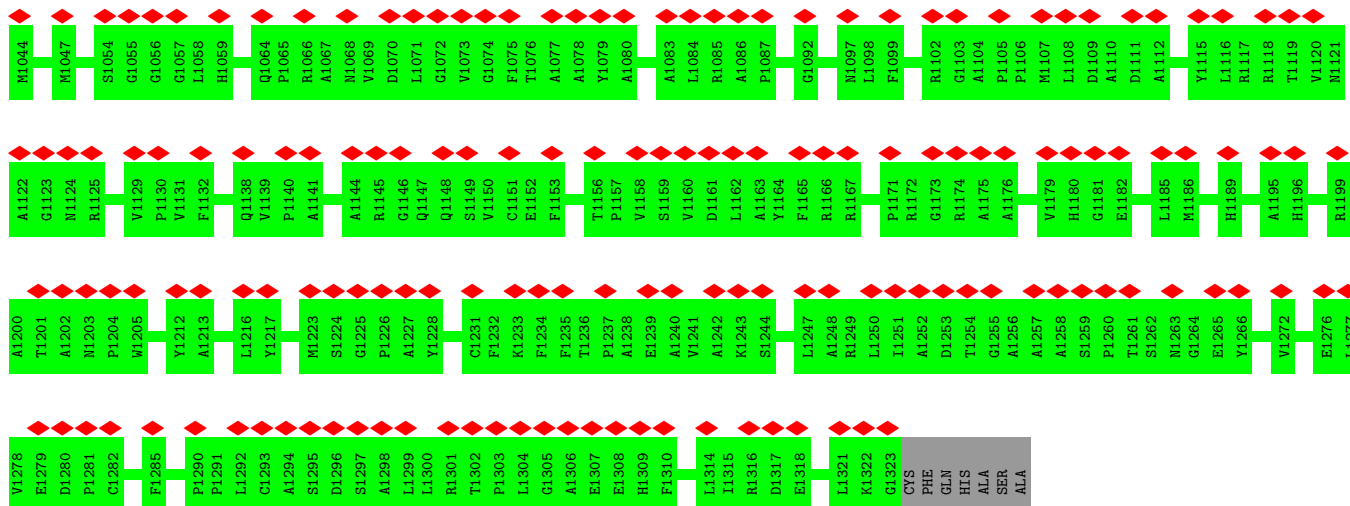 M1044 M1047 S1054 G1055 G1056 G1057 L1058 H1059 Q1064 P1065 R1066 A1067 N1068 V1069 D1070 L1071 G1072 V1073 G1074 F1075 T1076 A1077 A1078 Y1079 A1080 A1083 L1084 R1085 A1086 P1087 G1092 N1097 L1098 F1099 R1102 G1103 A1104 P1105 P1106 M1107 L1108 D1109 A1110 D1111 A1112 Y1115 L1116 R1117 R1118 T1119 V1120 N1121
A1122 G1123 N1124 R1125 V1129 P1130 V1131 F1132 Q1138 V1139 P1140 A1141 A1144 R1145 G1146 Q1147 Q1148 S1149 V1150 C1151 E1152 F1153 T1156 P1157 V1158 S1159 V1160 D1161 L1162 A1163 Y1164 F1165 R1166 R1167 P1171 R1172 G1173 R1174 A1175 A1176 V1179 H1180 G1181 E1182 L1185 M1186 H1189 A1195 H1196 R1199
A1200 T1201 A1202 N1203 P1204 W1205 Y1212 A1213 L1216 Y1217 M1223 S1224 G1225 P1226 A1227 Y1228 C1231 F1232 K1233 F1234 F1235 T1236 P1237 A1238 E1239 A1240 V1241 A1242 K1243 S1244 L1247 A1248 R1249 L1250 I1251 A1252 D1253 T1254 G1255 A1256 A1257 A1258 S1259 P1260 T1261 S1262 N1263 G1264 E1265 Y1266 V1272 E1276 L1277
V1278 E1279 D1280 P1281 C1282 F1285 P1290 P1291 L1292 C1293 A1294 S1295 D1296 S1297 A1298 L1299 L1300 R1301 T1302 P1303 L1304 G1305 A1306 E1307 E1308 H1309 F1310 L1314 I1315 R1316 D1317 E1318 L1321 K1322 G1323 CYS PHE GLN HIS ALA SER ALA